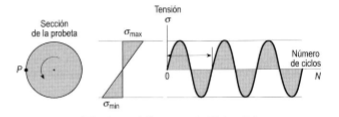 Sección
de la probeta
P
σmax
σmin
Tensión
σ
0
Número
de ciclos
N